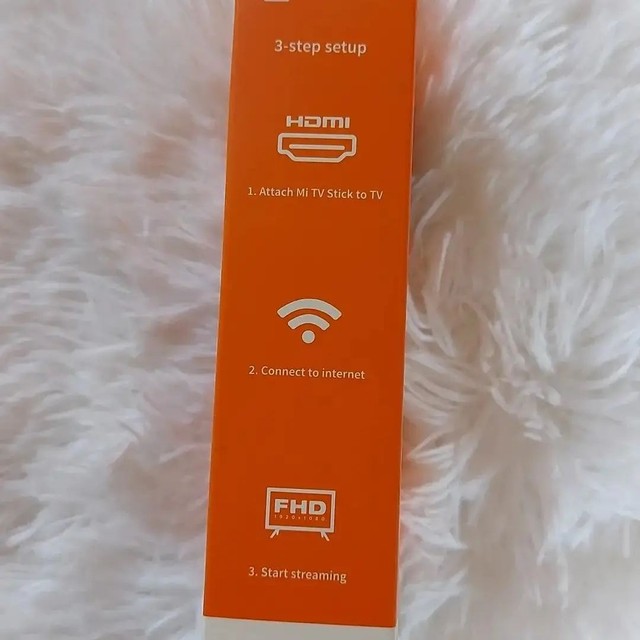 3-step setup
HDMI
1. Attach Mi TV Stick to TV
2. Connect to internet
FHD
1920x1080
3. Start streaming